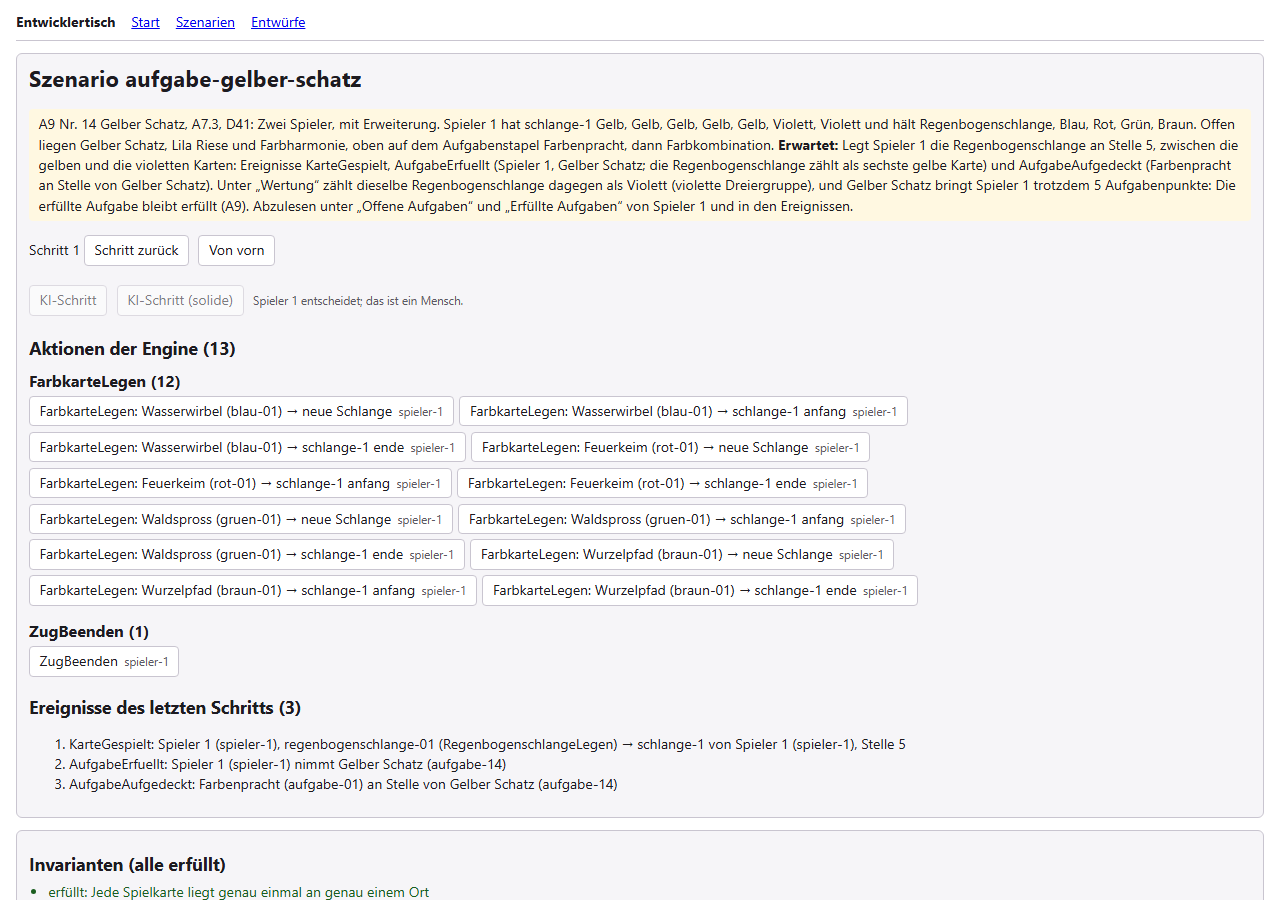 Entwicklertisch Start Szenarien Entwürfe
Szenario aufgabe-gelber-schatz
A9 Nr. 14 Gelber Schatz, A7.3, D41: Zwei Spieler, mit Erweiterung. Spieler 1 hat schlange-1 Gelb, Gelb, Gelb, Gelb, Gelb, Violett, Violett und hält Regenbogenschlange, Blau, Rot, Grün, Braun. Offen
liegen Gelber Schatz, Lila Riese und Farbharmonie, oben auf dem Aufgabenstapel Farbenpracht, dann Farbkombination. Erwartet: Legt Spieler 1 die Regenbogenschlange an Stelle 5, zwischen die
gelben und die violetten Karten: Ereignisse KarteGespielt, AufgabeErfuellt (Spieler 1, Gelber Schatz; die Regenbogenschlange zählt als sechste gelbe Karte) und AufgabeAufgedeckt (Farbenpracht
an Stelle von Gelber Schatz). Unter „Wertung“ zählt dieselbe Regenbogenschlange dagegen als Violett (violette Dreiergruppe), und Gelber Schatz bringt Spieler 1 trotzdem 5 Aufgabenpunkte: Die
erfüllte Aufgabe bleibt erfüllt (A9). Abzulesen unter „Offene Aufgaben“ und „Erfüllte Aufgaben“ von Spieler 1 und in den Ereignissen.
Schritt 1 Schritt zurück Von vorn
KI-Schritt KI-Schritt (solide) Spieler 1 entscheidet; das ist ein Mensch.
Aktionen der Engine (13)
FarbkarteLegen (12)
FarbkarteLegen: Wasserwirbel (blau-01) → neue Schlange spieler-1 FarbkarteLegen: Wasserwirbel (blau-01) → schlange-1 anfang spieler-1
FarbkarteLegen: Wasserwirbel (blau-01) → schlange-1 ende spieler-1 FarbkarteLegen: Feuerkeim (rot-01) → neue Schlange spieler-1
FarbkarteLegen: Feuerkeim (rot-01) → schlange-1 anfang spieler-1 FarbkarteLegen: Feuerkeim (rot-01) → schlange-1 ende spieler-1
FarbkarteLegen: Waldspross (gruen-01) → neue Schlange spieler-1 FarbkarteLegen: Waldspross (gruen-01) → schlange-1 anfang spieler-1
FarbkarteLegen: Waldspross (gruen-01) → schlange-1 ende spieler-1 FarbkarteLegen: Wurzelpfad (braun-01) → neue Schlange spieler-1
FarbkarteLegen: Wurzelpfad (braun-01) → schlange-1 anfang spieler-1 FarbkarteLegen: Wurzelpfad (braun-01) → schlange-1 ende spieler-1
ZugBeenden (1)
ZugBeenden spieler-1
Ereignisse des letzten Schritts (3)
1. KarteGespielt: Spieler 1 (spieler-1), regenbogenschlange-01 (RegenbogenschlangeLegen) → schlange-1 von Spieler 1 (spieler-1), Stelle 5
2. AufgabeErfuellt: Spieler 1 (spieler-1) nimmt Gelber Schatz (aufgabe-14)
3. AufgabeAufgedeckt: Farbenpracht (aufgabe-01) an Stelle von Gelber Schatz (aufgabe-14)
Invarianten (alle erfüllt)
• erfüllt: Jede Spielkarte liegt genau einmal an genau einem Ort